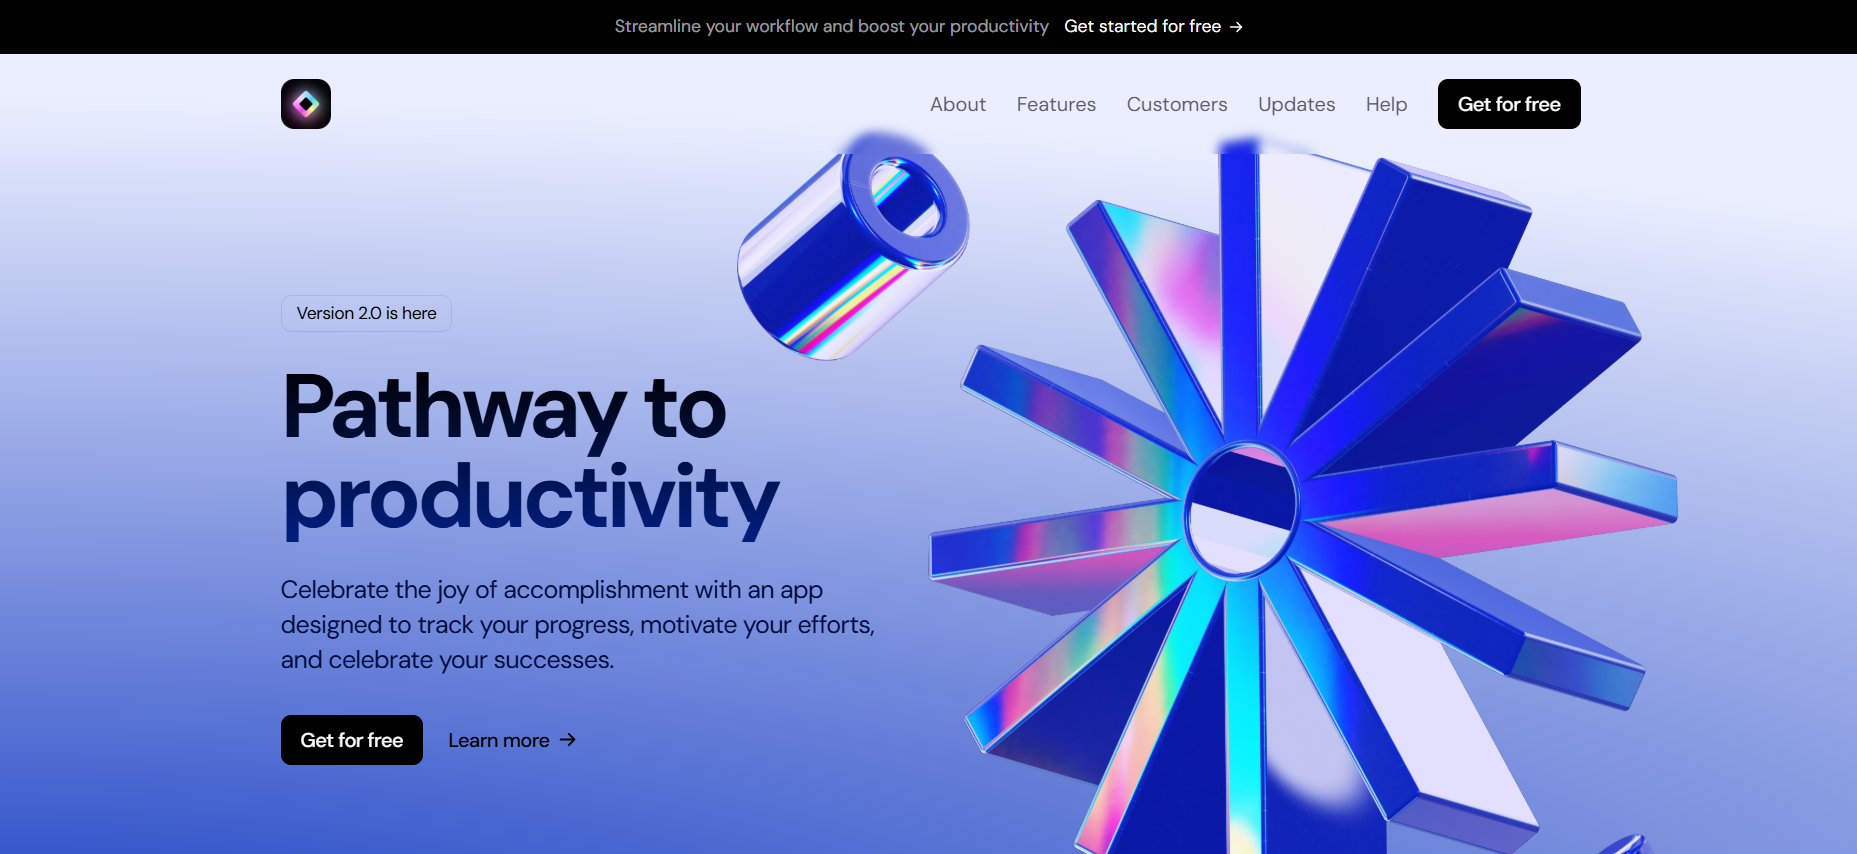 Streamline your workflow and boost your productivity Get started for free →
About Features Customers Updates Help Get for free
Version 2.0 is here
Pathway to
productivity
Celebrate the joy of accomplishment with an app
designed to track your progress, motivate your efforts,
and celebrate your successes.
Get for free Learn more →